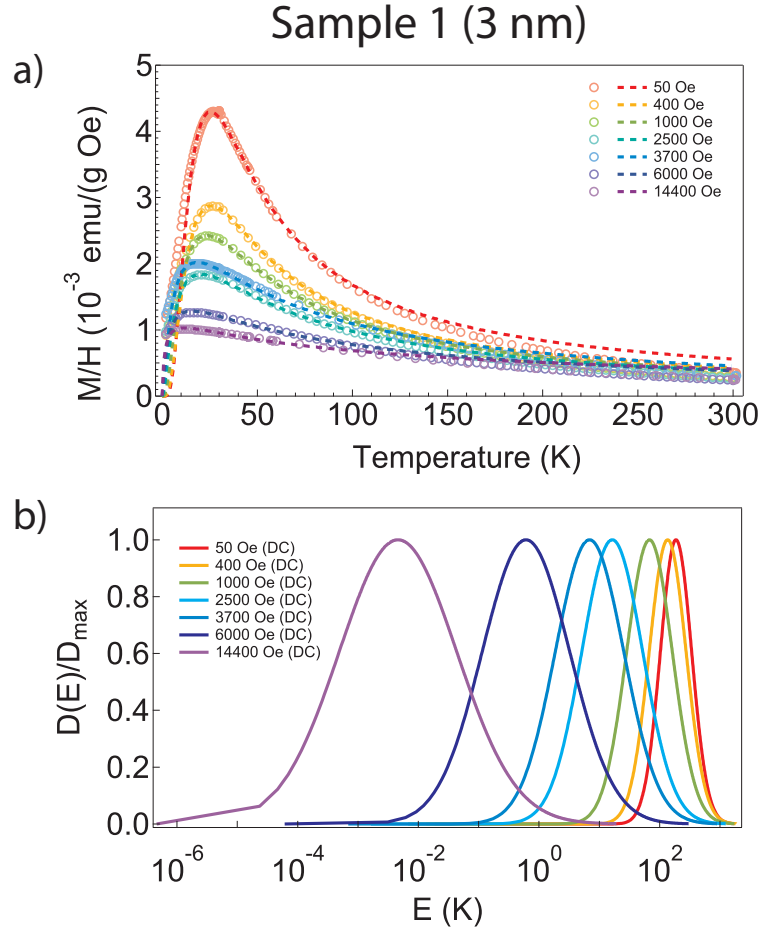 Sample 1 (3 nm)
a)
5
4
3
2
1
0
M/H (10⁻³ emu/(g Oe)
50 Oe
400 Oe
1000 Oe
2500 Oe
3700 Oe
6000 Oe
14400 Oe
0 50 100 150 200 250 300
Temperature (K)
b)
1.0
0.8
0.6
0.4
0.2
0.0
D(E)/Dmax
50 Oe (DC)
400 Oe (DC)
1000 Oe (DC)
2500 Oe (DC)
3700 Oe (DC)
6000 Oe (DC)
14400 Oe (DC)
10⁻⁶ 10⁻⁴ 10⁻² 10⁰ 10²
E (K)